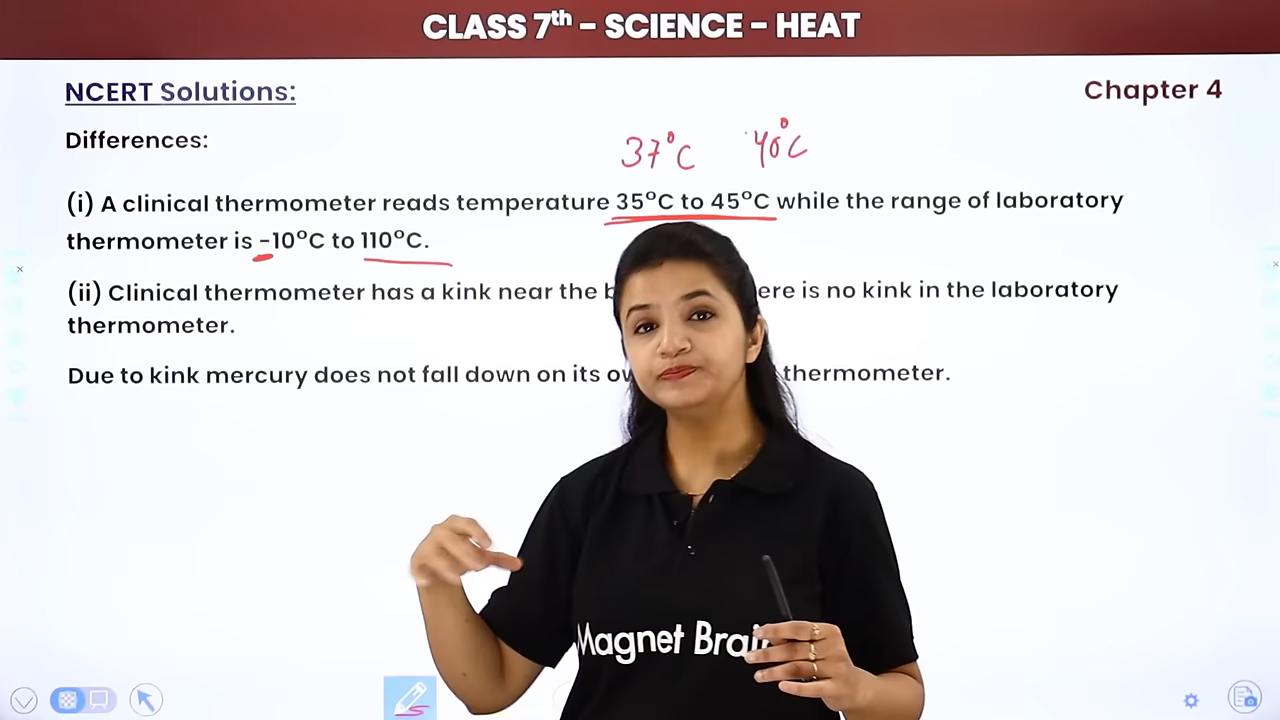 CLASS 7th – SCIENCE – HEAT
NCERT Solutions:
Chapter 4
Differences:
37°C 40°C
(i) A clinical thermometer reads temperature 35°C to 45°C while the range of laboratory
thermometer is -10°C to 110°C.
(ii) Clinical thermometer has a kink near the ere is no kink in the laboratory
thermometer.
Due to kink mercury does not fall down on its thermometer.
Magnet Brai